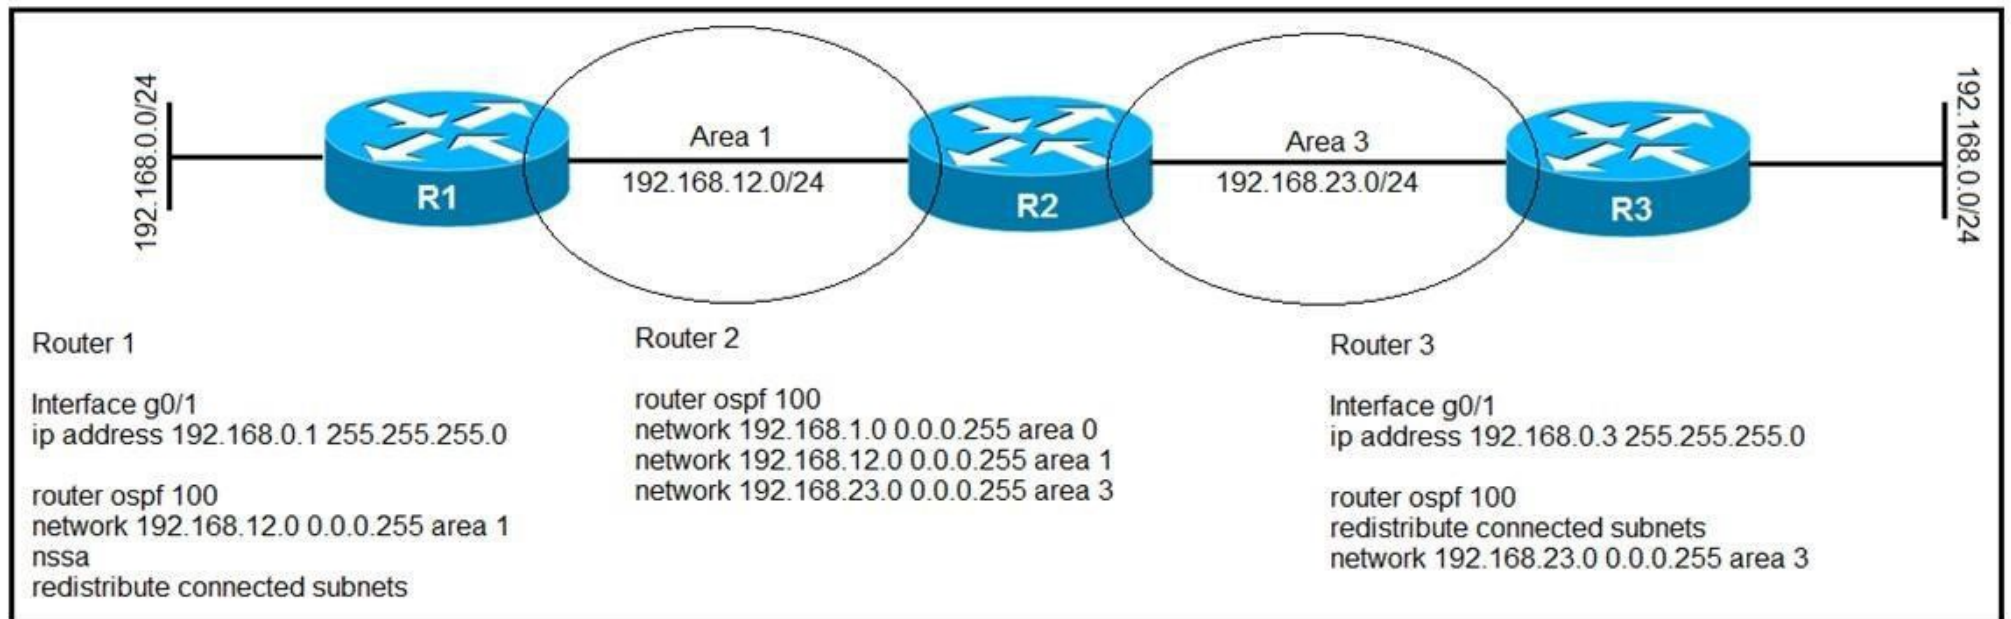 192.168.0.0/24
R1
Area 1
192.168.12.0/24
R2
Area 3
192.168.23.0/24
R3
192.168.0.0/24
Router 1
Interface g0/1
ip address 192.168.0.1 255.255.255.0
router ospf 100
network 192.168.12.0 0.0.0.255 area 1
nssa
redistribute connected subnets
Router 2
router ospf 100
network 192.168.1.0 0.0.0.255 area 0
network 192.168.12.0 0.0.0.255 area 1
network 192.168.23.0 0.0.0.255 area 3
Router 3
Interface g0/1
ip address 192.168.0.3 255.255.255.0
router ospf 100
redistribute connected subnets
network 192.168.23.0 0.0.0.255 area 3